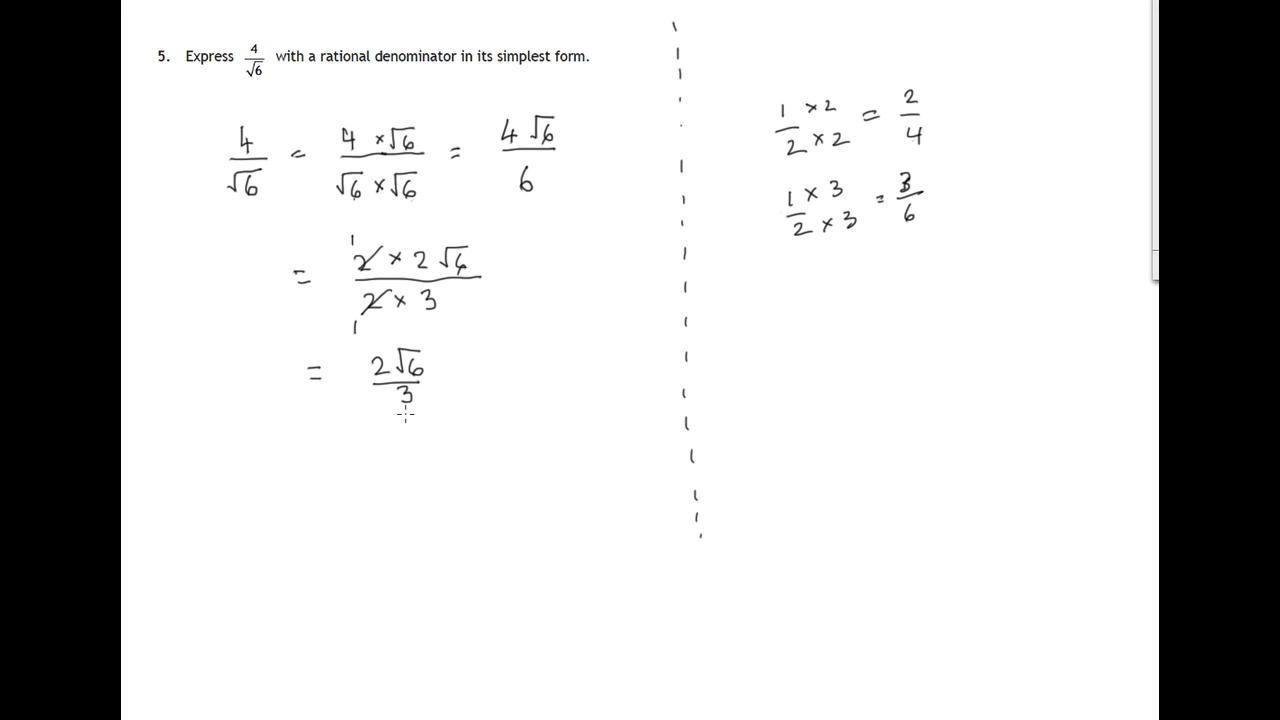 5. Express 4/√6 with a rational denominator in its simplest form.
4/√6 = 4 ×√6/√6 ×√6 = 4 √6/6
= 1 2 × 2 √6/2 × 3 1
= 2√6/3
1 × 2/2 × 2 = 2/4
1 × 3/2 × 3 = 3/6